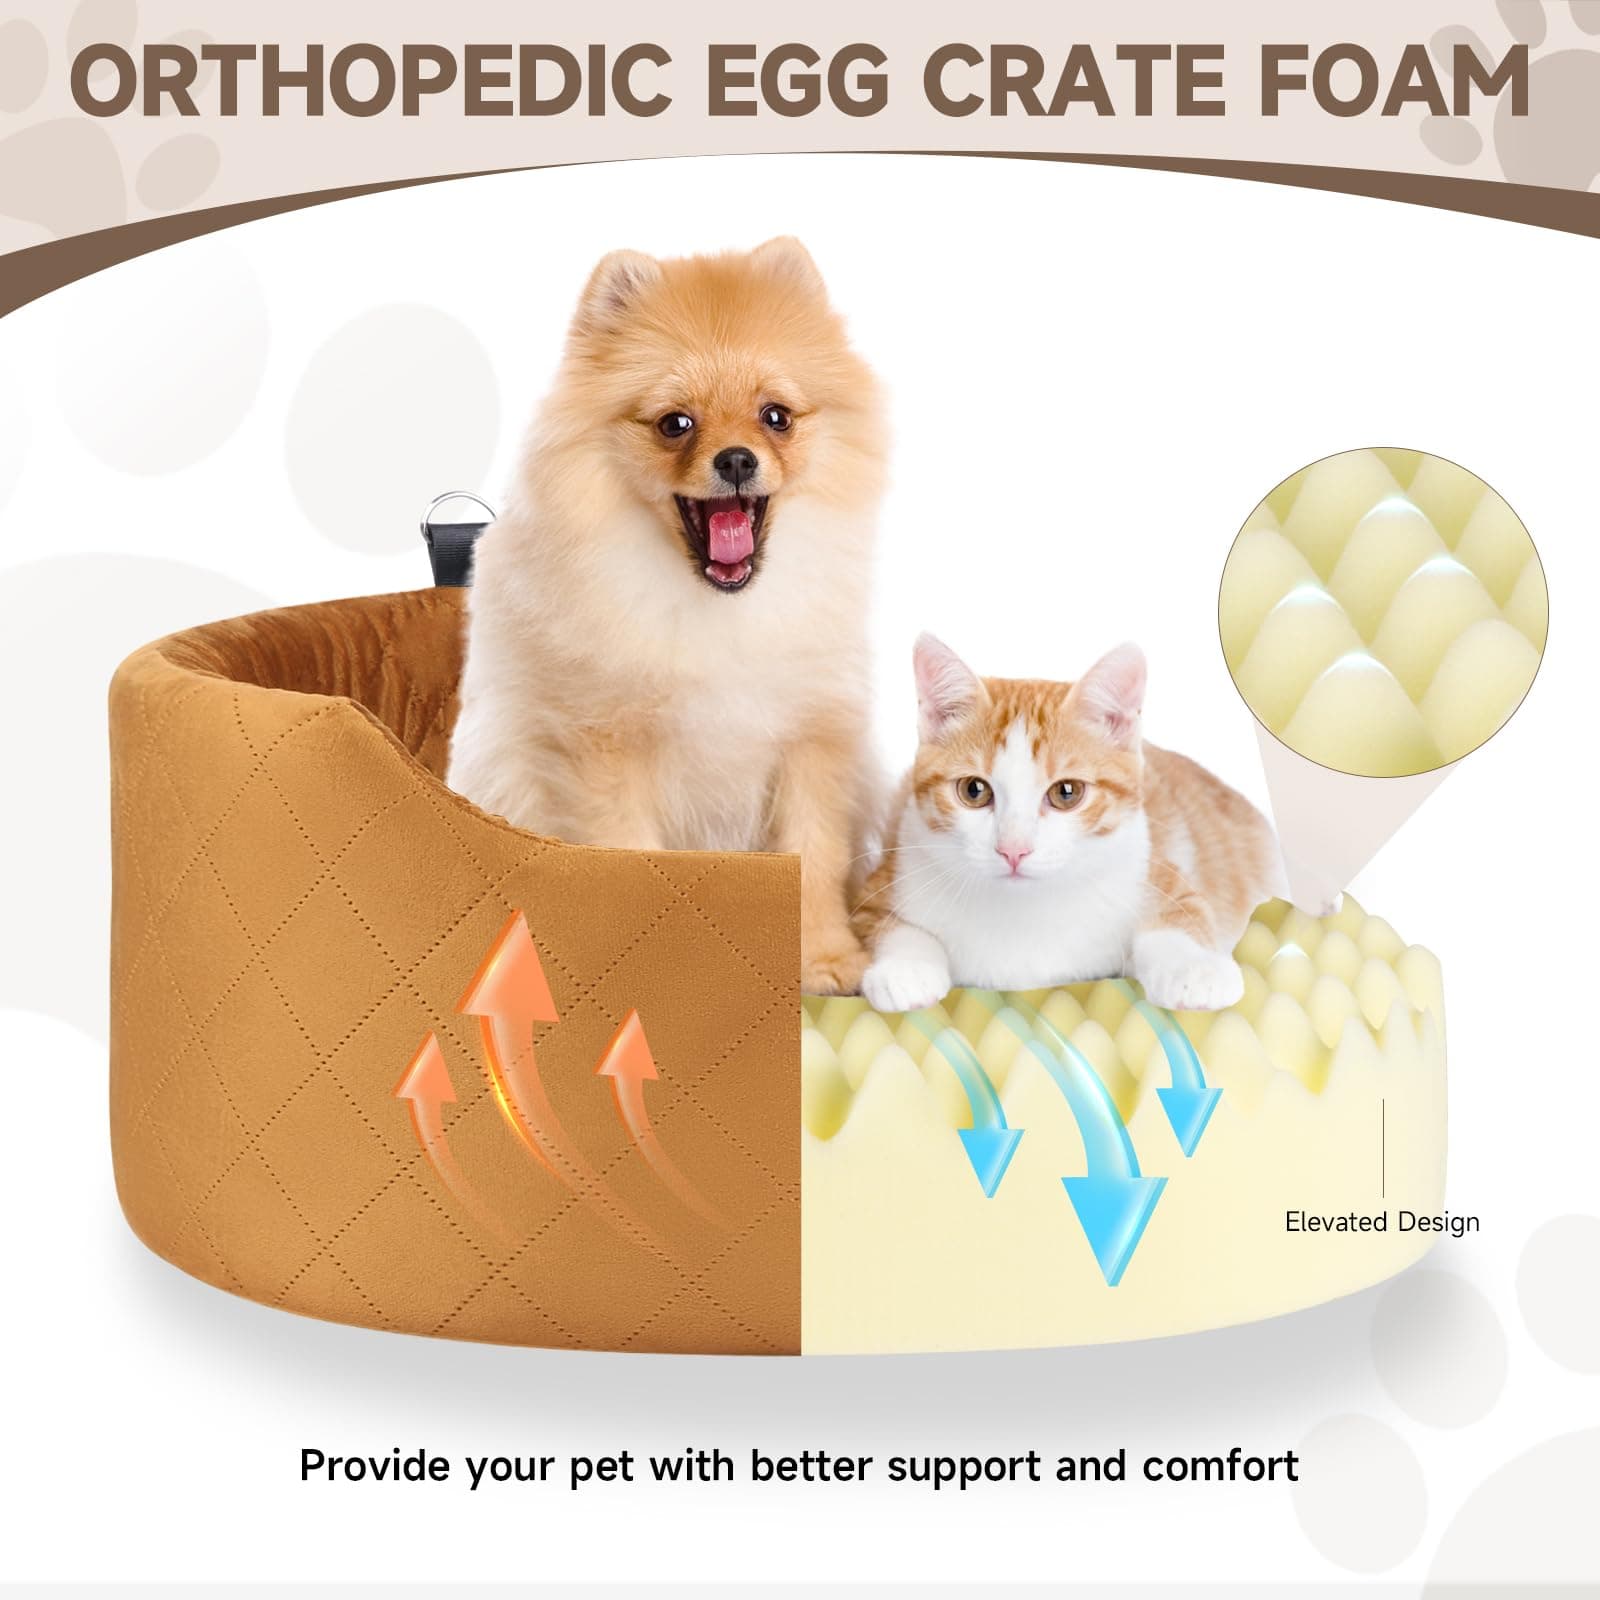 ORTHOPEDIC EGG CRATE FOAM
Elevated Design
Provide your pet with better support and comfort